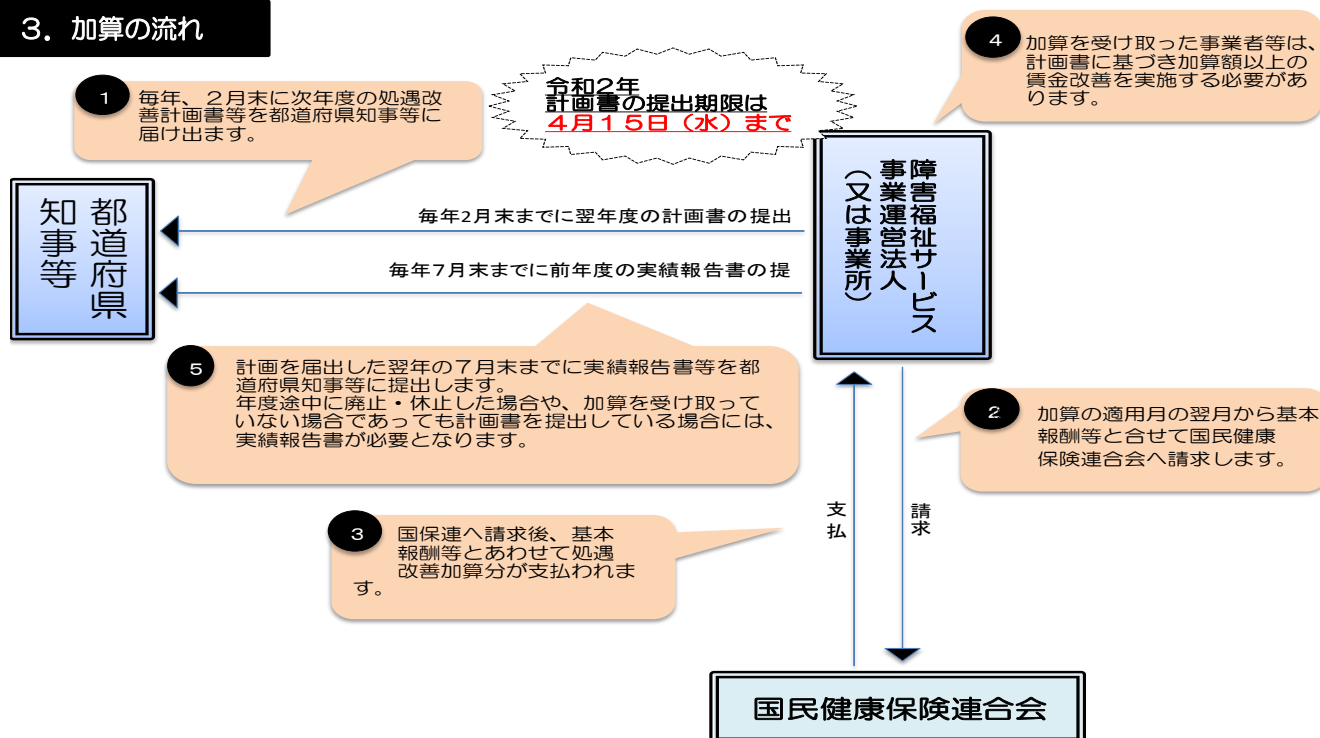 3．加算の流れ
1
毎年、２月末に次年度の処遇改
善計画書等を都道府県知事等に
届け出ます。
令和２年
計画書の提出期限は
４月１５日（水）まで
4
加算を受け取った事業者等は、
計画書に基づき加算額以上の
賃金改善を実施する必要があ
ります。
都道府県
知事等
毎年2月末までに翌年度の計画書の提出
毎年7月末までに前年度の実績報告書の提
障害福祉サービス
事業運営法人
（又は事業所）
5
計画を届出した翌年の７月末までに実績報告書等を都
道府県知事等に提出します。
年度途中に廃止・休止した場合や、加算を受け取って
いない場合であっても計画書を提出している場合には、
実績報告書が必要となります。
2
加算の適用月の翌月から基本
報酬等と合せて国民健康
保険連合会へ請求します。
支払
請求
3
国保連へ請求後、基本
報酬等とあわせて処遇
改善加算分が支払われま
す。
国民健康保険連合会